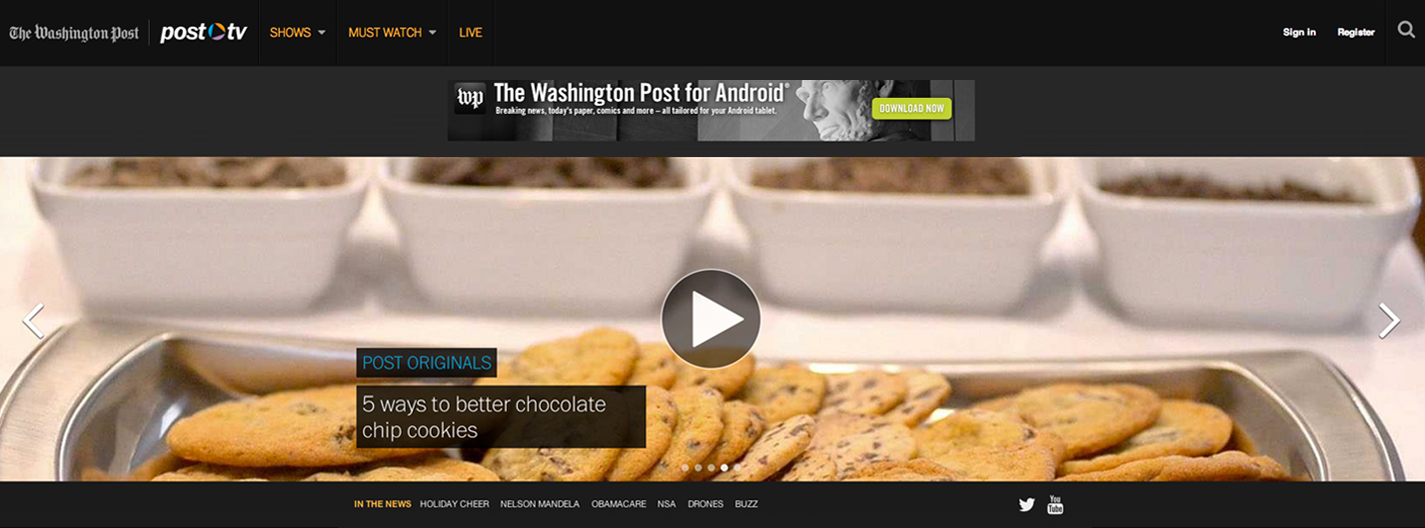 The Washington Post
post tv
SHOWS
MUST WATCH
LIVE
Sign in
Register
wp
The Washington Post for Android®
Breaking news, today's paper, comics and more – all tailored for your Android tablet.
DOWNLOAD NOW
POST ORIGINALS
5 ways to better chocolate
chip cookies
IN THE NEWS HOLIDAY CHEER NELSON MANDELA OBAMACARE NSA DRONES BUZZ
You
Tube